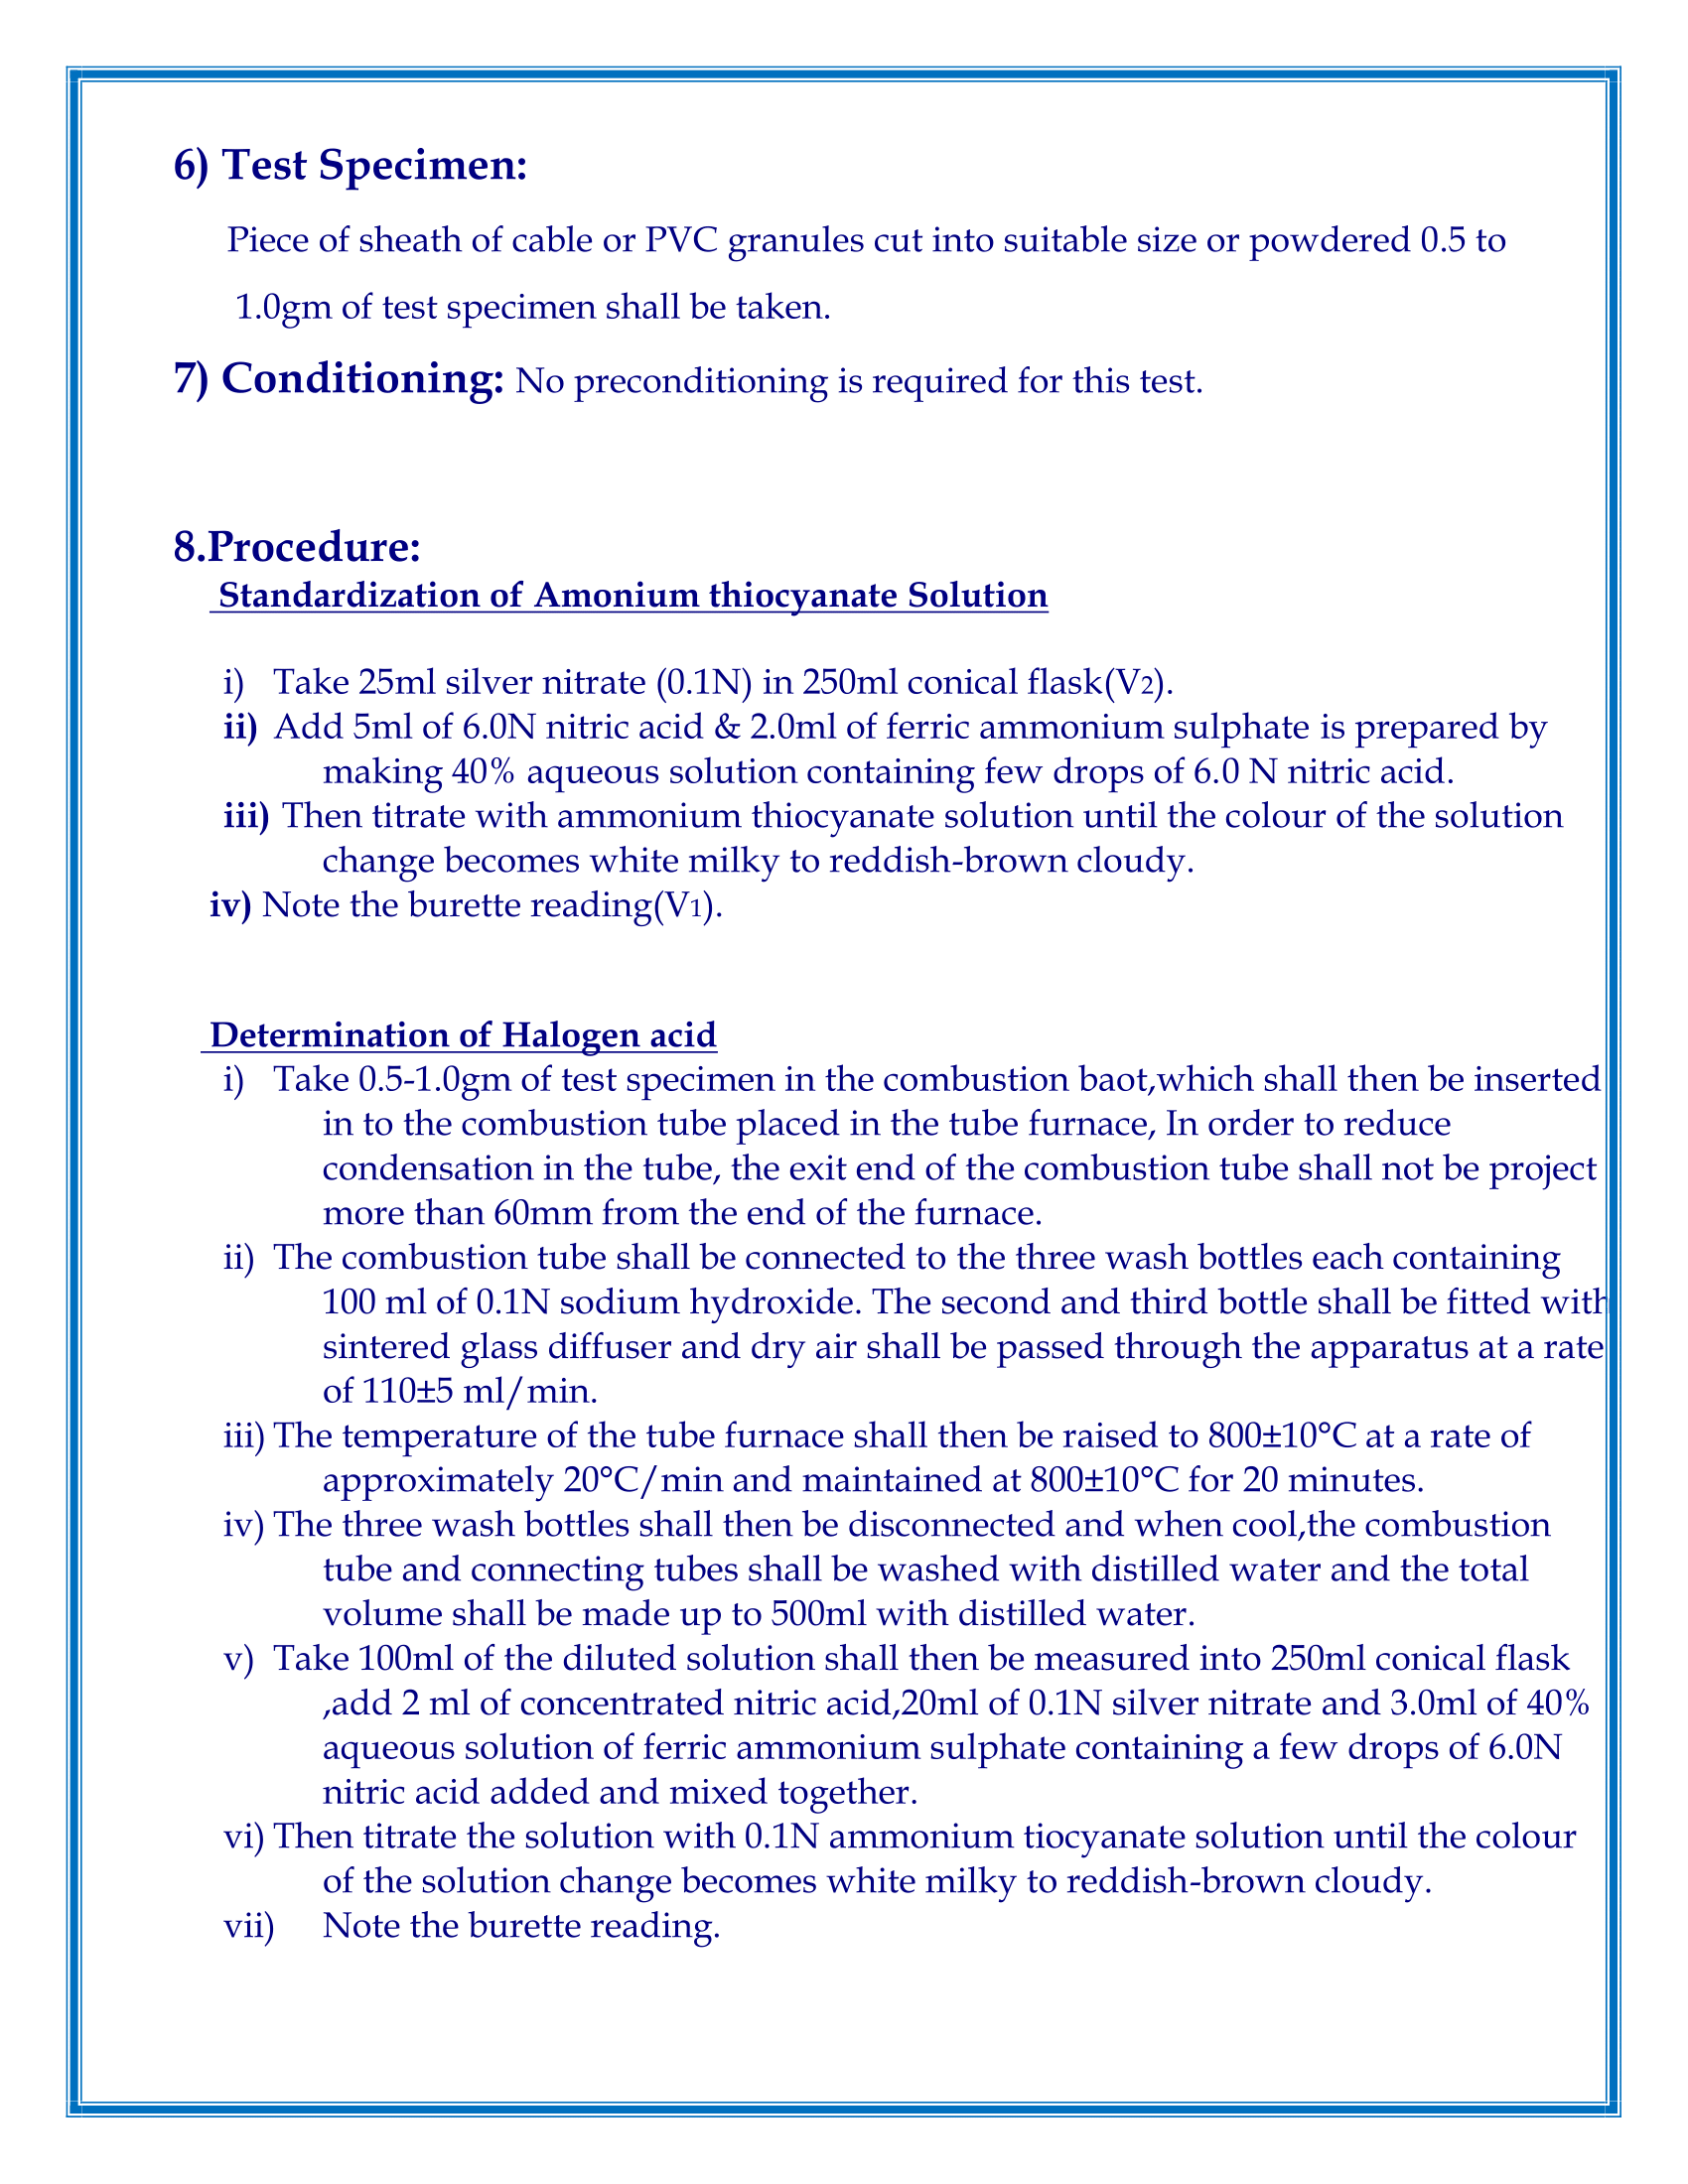 6) Test Specimen:
Piece of sheath of cable or PVC granules cut into suitable size or powdered 0.5 to
1.0gm of test specimen shall be taken.
7) Conditioning: No preconditioning is required for this test.
8.Procedure:
Standardization of Amonium thiocyanate Solution
i) Take 25ml silver nitrate (0.1N) in 250ml conical flask(V2).
ii) Add 5ml of 6.0N nitric acid & 2.0ml of ferric ammonium sulphate is prepared by
making 40% aqueous solution containing few drops of 6.0 N nitric acid.
iii) Then titrate with ammonium thiocyanate solution until the colour of the solution
change becomes white milky to reddish-brown cloudy.
iv) Note the burette reading(V1).
Determination of Halogen acid
i) Take 0.5-1.0gm of test specimen in the combustion baot,which shall then be inserted
in to the combustion tube placed in the tube furnace, In order to reduce
condensation in the tube, the exit end of the combustion tube shall not be project
more than 60mm from the end of the furnace.
ii) The combustion tube shall be connected to the three wash bottles each containing
100 ml of 0.1N sodium hydroxide. The second and third bottle shall be fitted with
sintered glass diffuser and dry air shall be passed through the apparatus at a rate
of 110±5 ml/min.
iii) The temperature of the tube furnace shall then be raised to 800±10°C at a rate of
approximately 20°C/min and maintained at 800±10°C for 20 minutes.
iv) The three wash bottles shall then be disconnected and when cool,the combustion
tube and connecting tubes shall be washed with distilled water and the total
volume shall be made up to 500ml with distilled water.
v) Take 100ml of the diluted solution shall then be measured into 250ml conical flask
,add 2 ml of concentrated nitric acid,20ml of 0.1N silver nitrate and 3.0ml of 40%
aqueous solution of ferric ammonium sulphate containing a few drops of 6.0N
nitric acid added and mixed together.
vi) Then titrate the solution with 0.1N ammonium tiocyanate solution until the colour
of the solution change becomes white milky to reddish-brown cloudy.
vii) Note the burette reading.